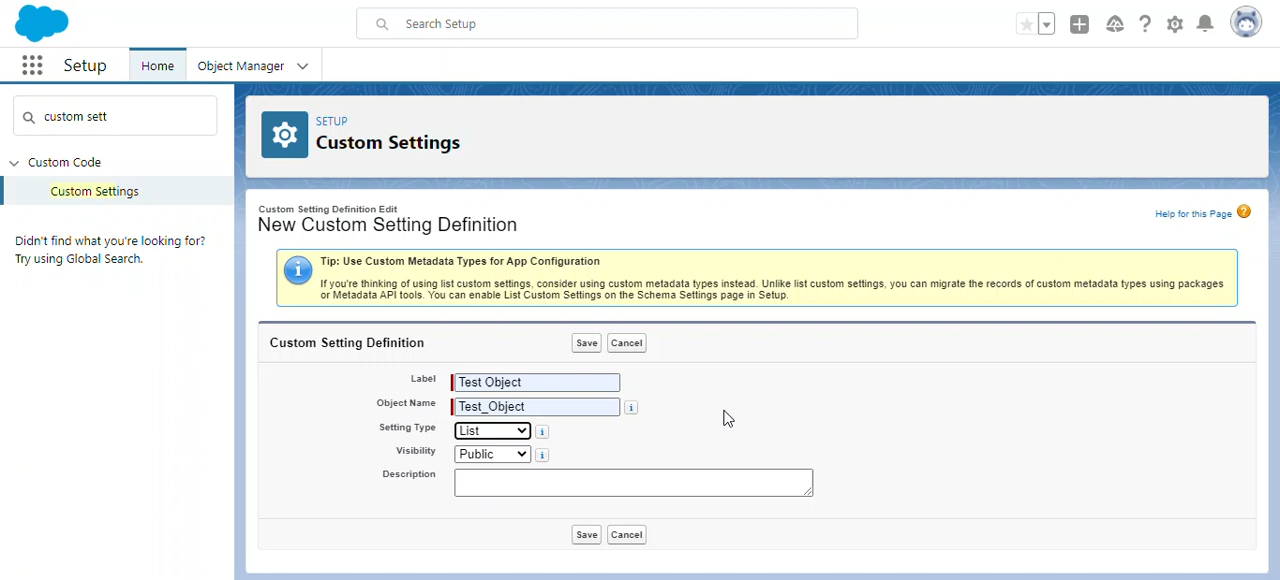 Search Setup
Setup
Home
Object Manager
custom sett
Custom Code
Custom Settings
Didn't find what you're looking for?
Try using Global Search.
SETUP
Custom Settings
Custom Setting Definition Edit
New Custom Setting Definition
Help for this Page
Tip: Use Custom Metadata Types for App Configuration
If you're thinking of using list custom settings, consider using custom metadata types instead. Unlike list custom settings, you can migrate the records of custom metadata types using packages
or Metadata API tools. You can enable List Custom Settings on the Schema Settings page in Setup.
Custom Setting Definition
Save Cancel
Label Test Object
Object Name Test_Object
Setting Type List
Visibility Public
Description
Save Cancel